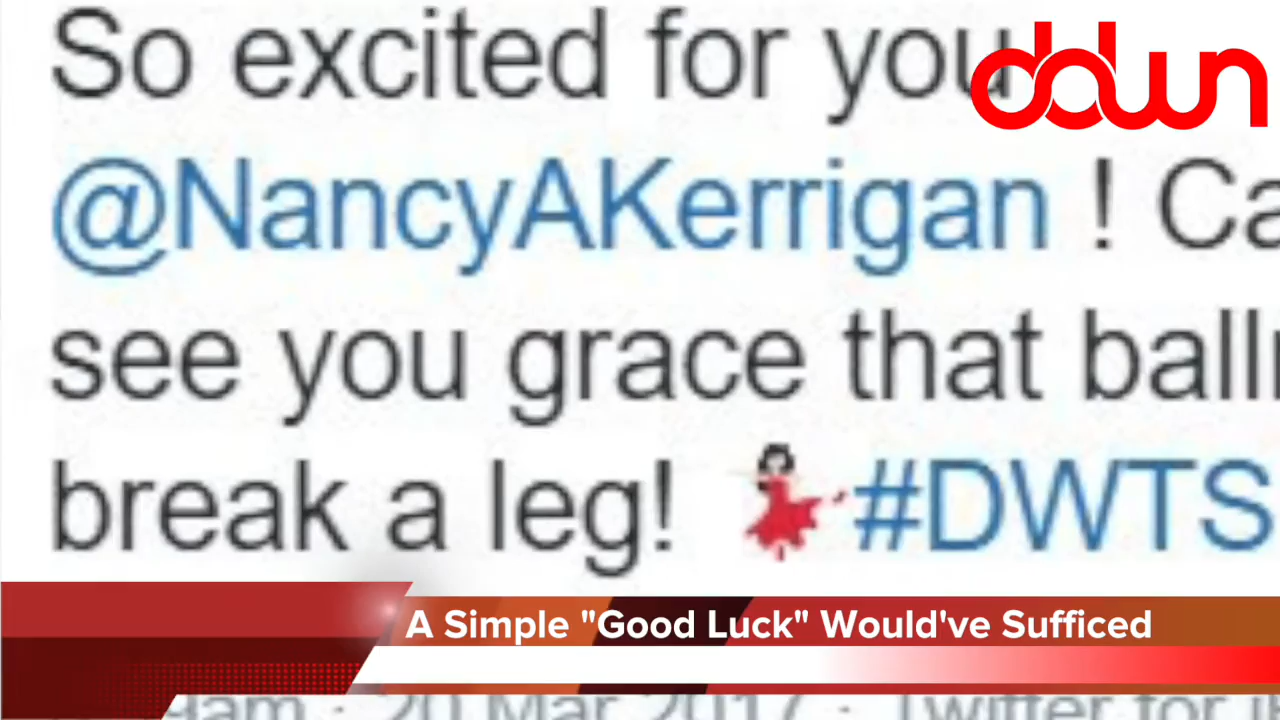 So excited for you
down
@NancyAKerrigan ! Ca
see you grace that ball
break a leg! #DWTS
A Simple "Good Luck" Would've Sufficed
20 Mar 2017 · Twitter for